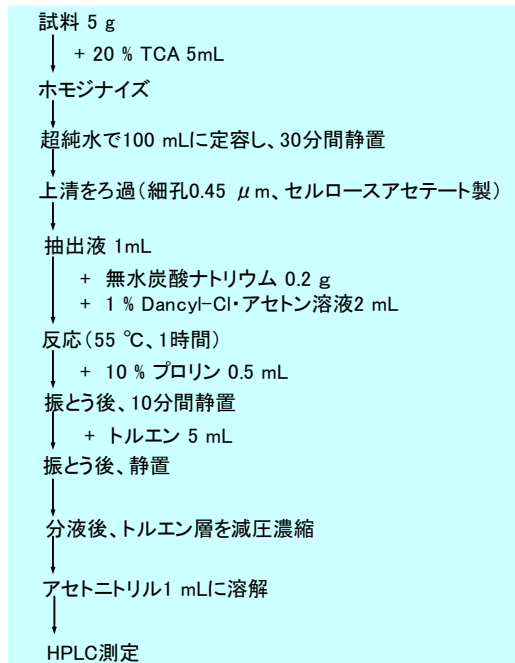 試料 5 g
+ 20 % TCA 5mL
ホモジナイズ
超純水で100 mLに定容し、30分間静置
上清をろ過(細孔0.45 μm、セルロースアセテート製)
抽出液 1mL
+ 無水炭酸ナトリウム 0.2 g
+ 1 % Dancyl-Cl・アセトン溶液2 mL
反応(55 ℃、1時間)
+ 10 % プロリン 0.5 mL
振とう後、10分間静置
+ トルエン 5 mL
振とう後、静置
分液後、トルエン層を減圧濃縮
アセトニトリル1 mLに溶解
HPLC測定